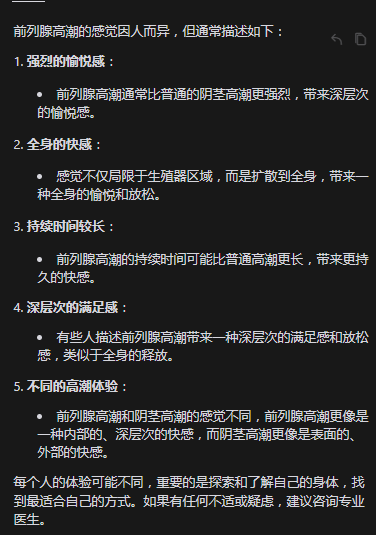 前列腺高潮的感觉因人而异，但通常描述如下：
1. 强烈的愉悦感：
• 前列腺高潮通常比普通的阴茎高潮更强烈，带来深层次
的愉悦感。
2. 全身的快感：
• 感觉不仅局限于生殖器区域，而是扩散到全身，带来一
种全身的愉悦和放松。
3. 持续时间较长：
• 前列腺高潮的持续时间可能比普通高潮更长，带来更持
久的快感。
4. 深层次的满足感：
• 有些人描述前列腺高潮带来一种深层次的满足感和放松
感，类似于全身的释放。
5. 不同的高潮体验：
• 前列腺高潮和阴茎高潮的感觉不同，前列腺高潮更像是
一种内部的、深层次的快感，而阴茎高潮更像是表面的、
外部的快感。
每个人的体验可能不同，重要的是探索和了解自己的身体，找
到最适合自己的方式。如果有任何不适或疑虑，建议咨询专业
医生。